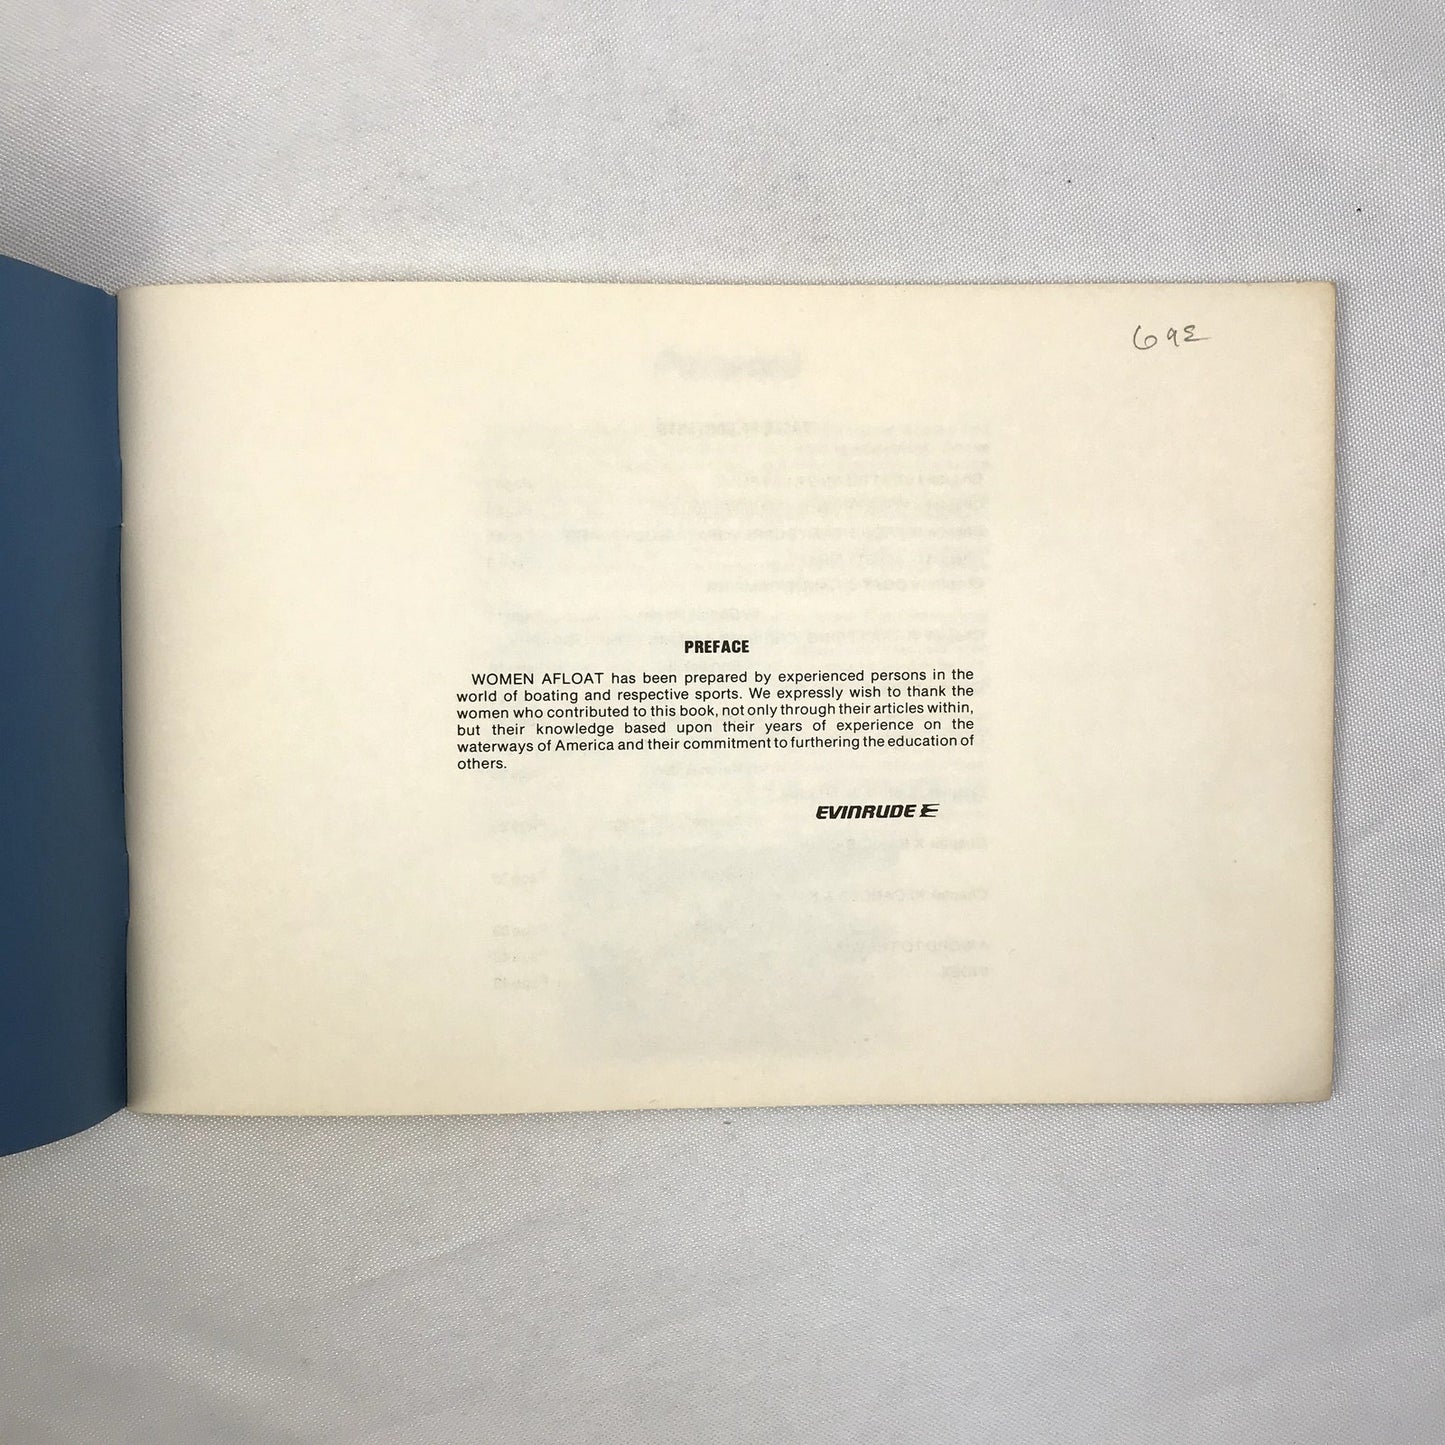 PREFACE
WOMEN AFLOAT has been prepared by experienced persons in the
world of boating and respective sports. We expressly wish to thank the
women who contributed to this book, not only through their articles within,
but their knowledge based upon their years of experience on the
waterways of America and their commitment to furthering the education of
others.
EVINRUDE E